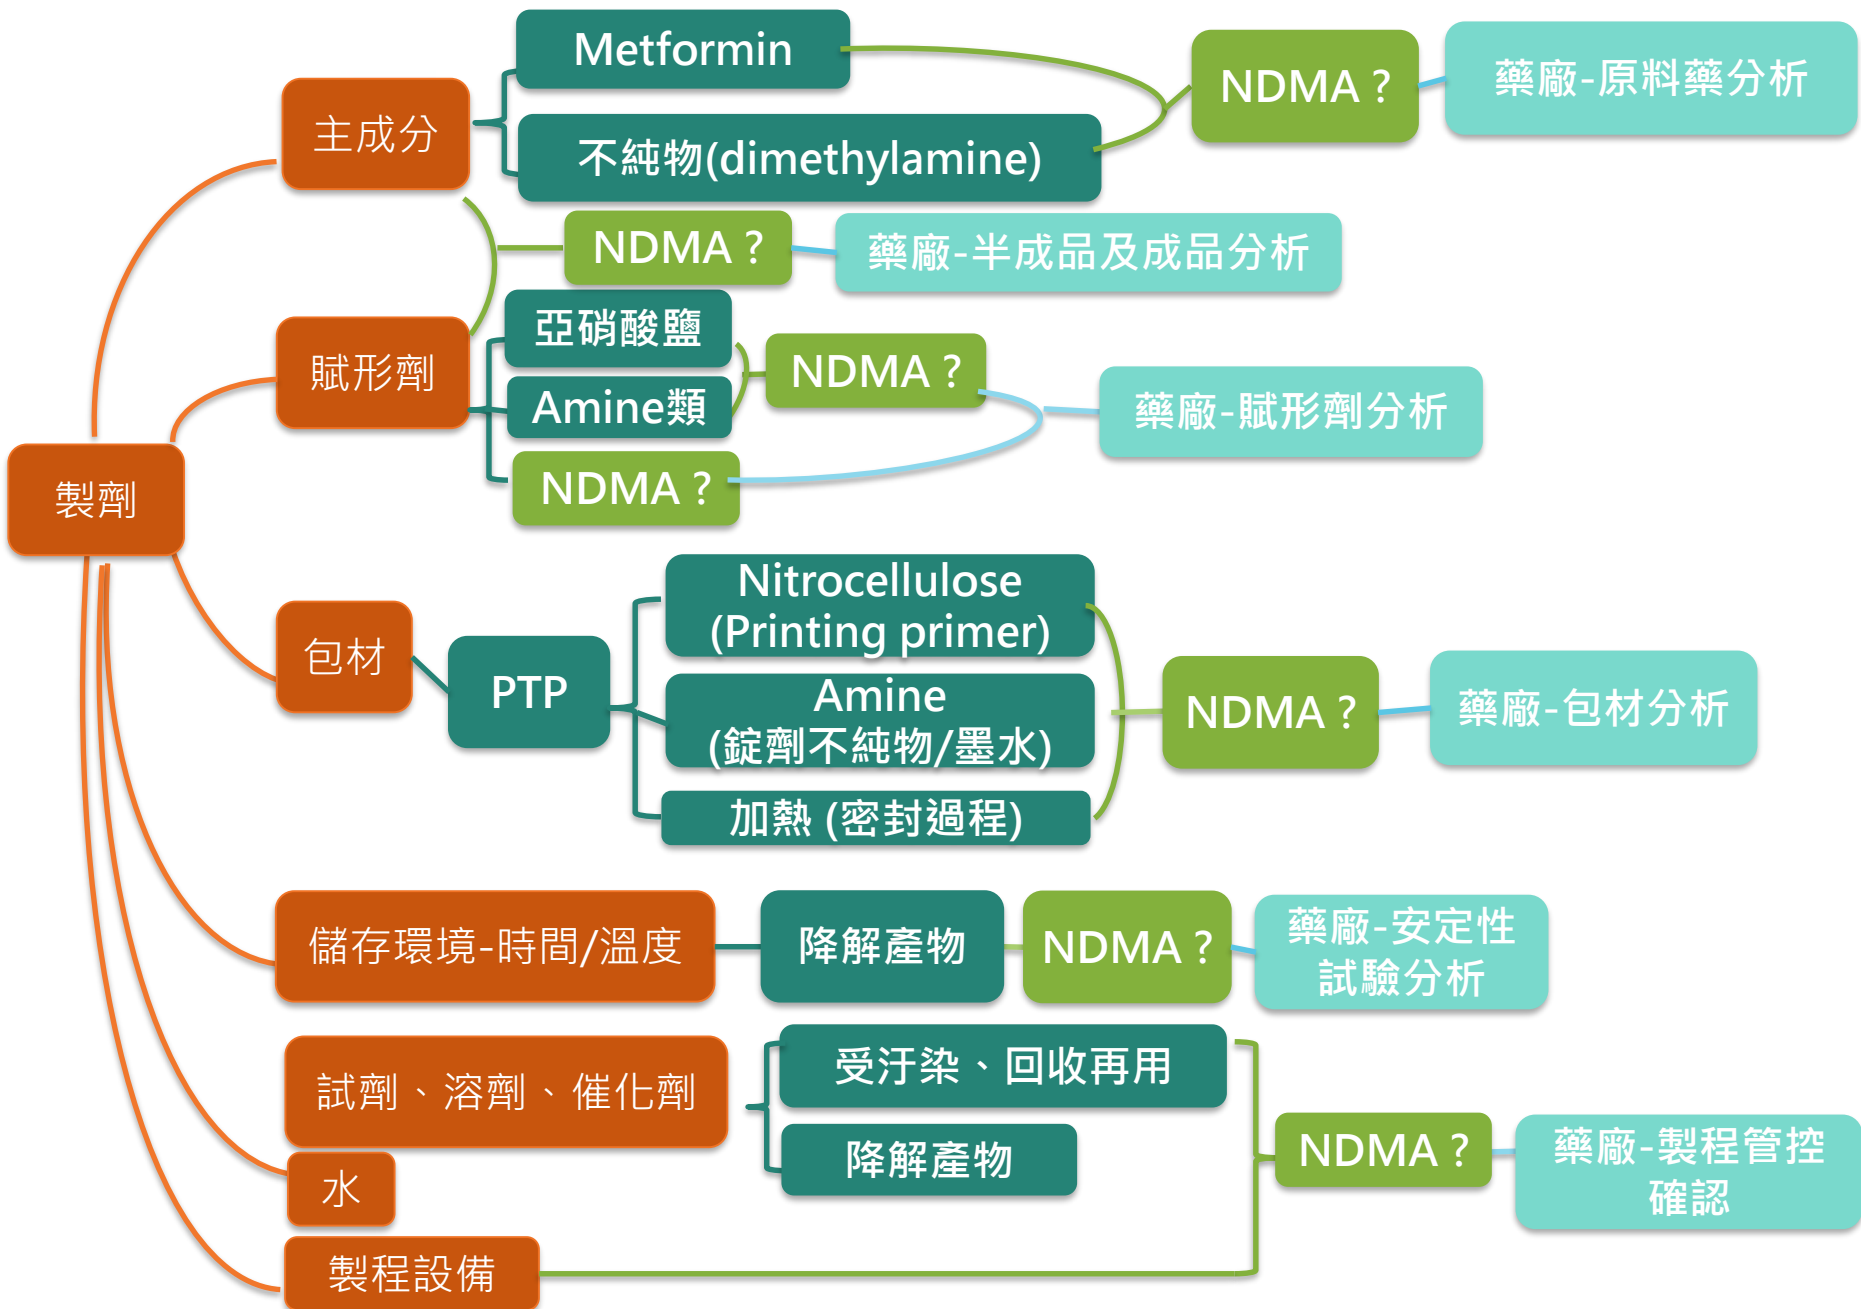 Metformin
NDMA ?
藥廠-原料藥分析
主成分
不純物(dimethylamine)
NDMA ?
藥廠-半成品及成品分析
亞硝酸鹽
賦形劑
NDMA ?
Amine類
藥廠-賦形劑分析
NDMA ?
製劑
Nitrocellulose
(Printing primer)
包材
PTP
Amine
(錠劑不純物/墨水)
NDMA ?
藥廠-包材分析
加熱 (密封過程)
儲存環境-時間/溫度
降解產物
NDMA ?
藥廠-安定性
試驗分析
試劑、溶劑、催化劑
受汙染、回收再用
降解產物
NDMA ?
藥廠-製程管控
確認
水
製程設備